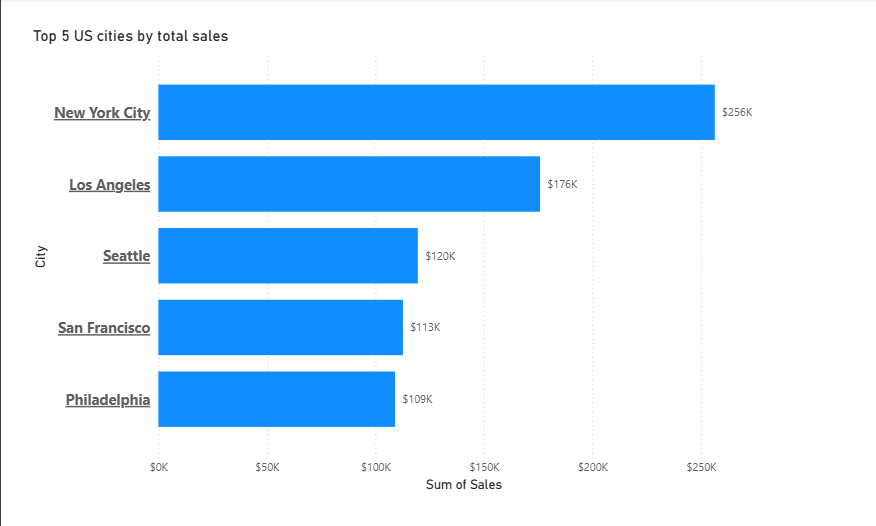 Top 5 US cities by total sales
City
New York City
$256K
Los Angeles
$176K
Seattle
$120K
San Francisco
$113K
Philadelphia
$109K
$0K $50K $100K $150K $200K $250K
Sum of Sales